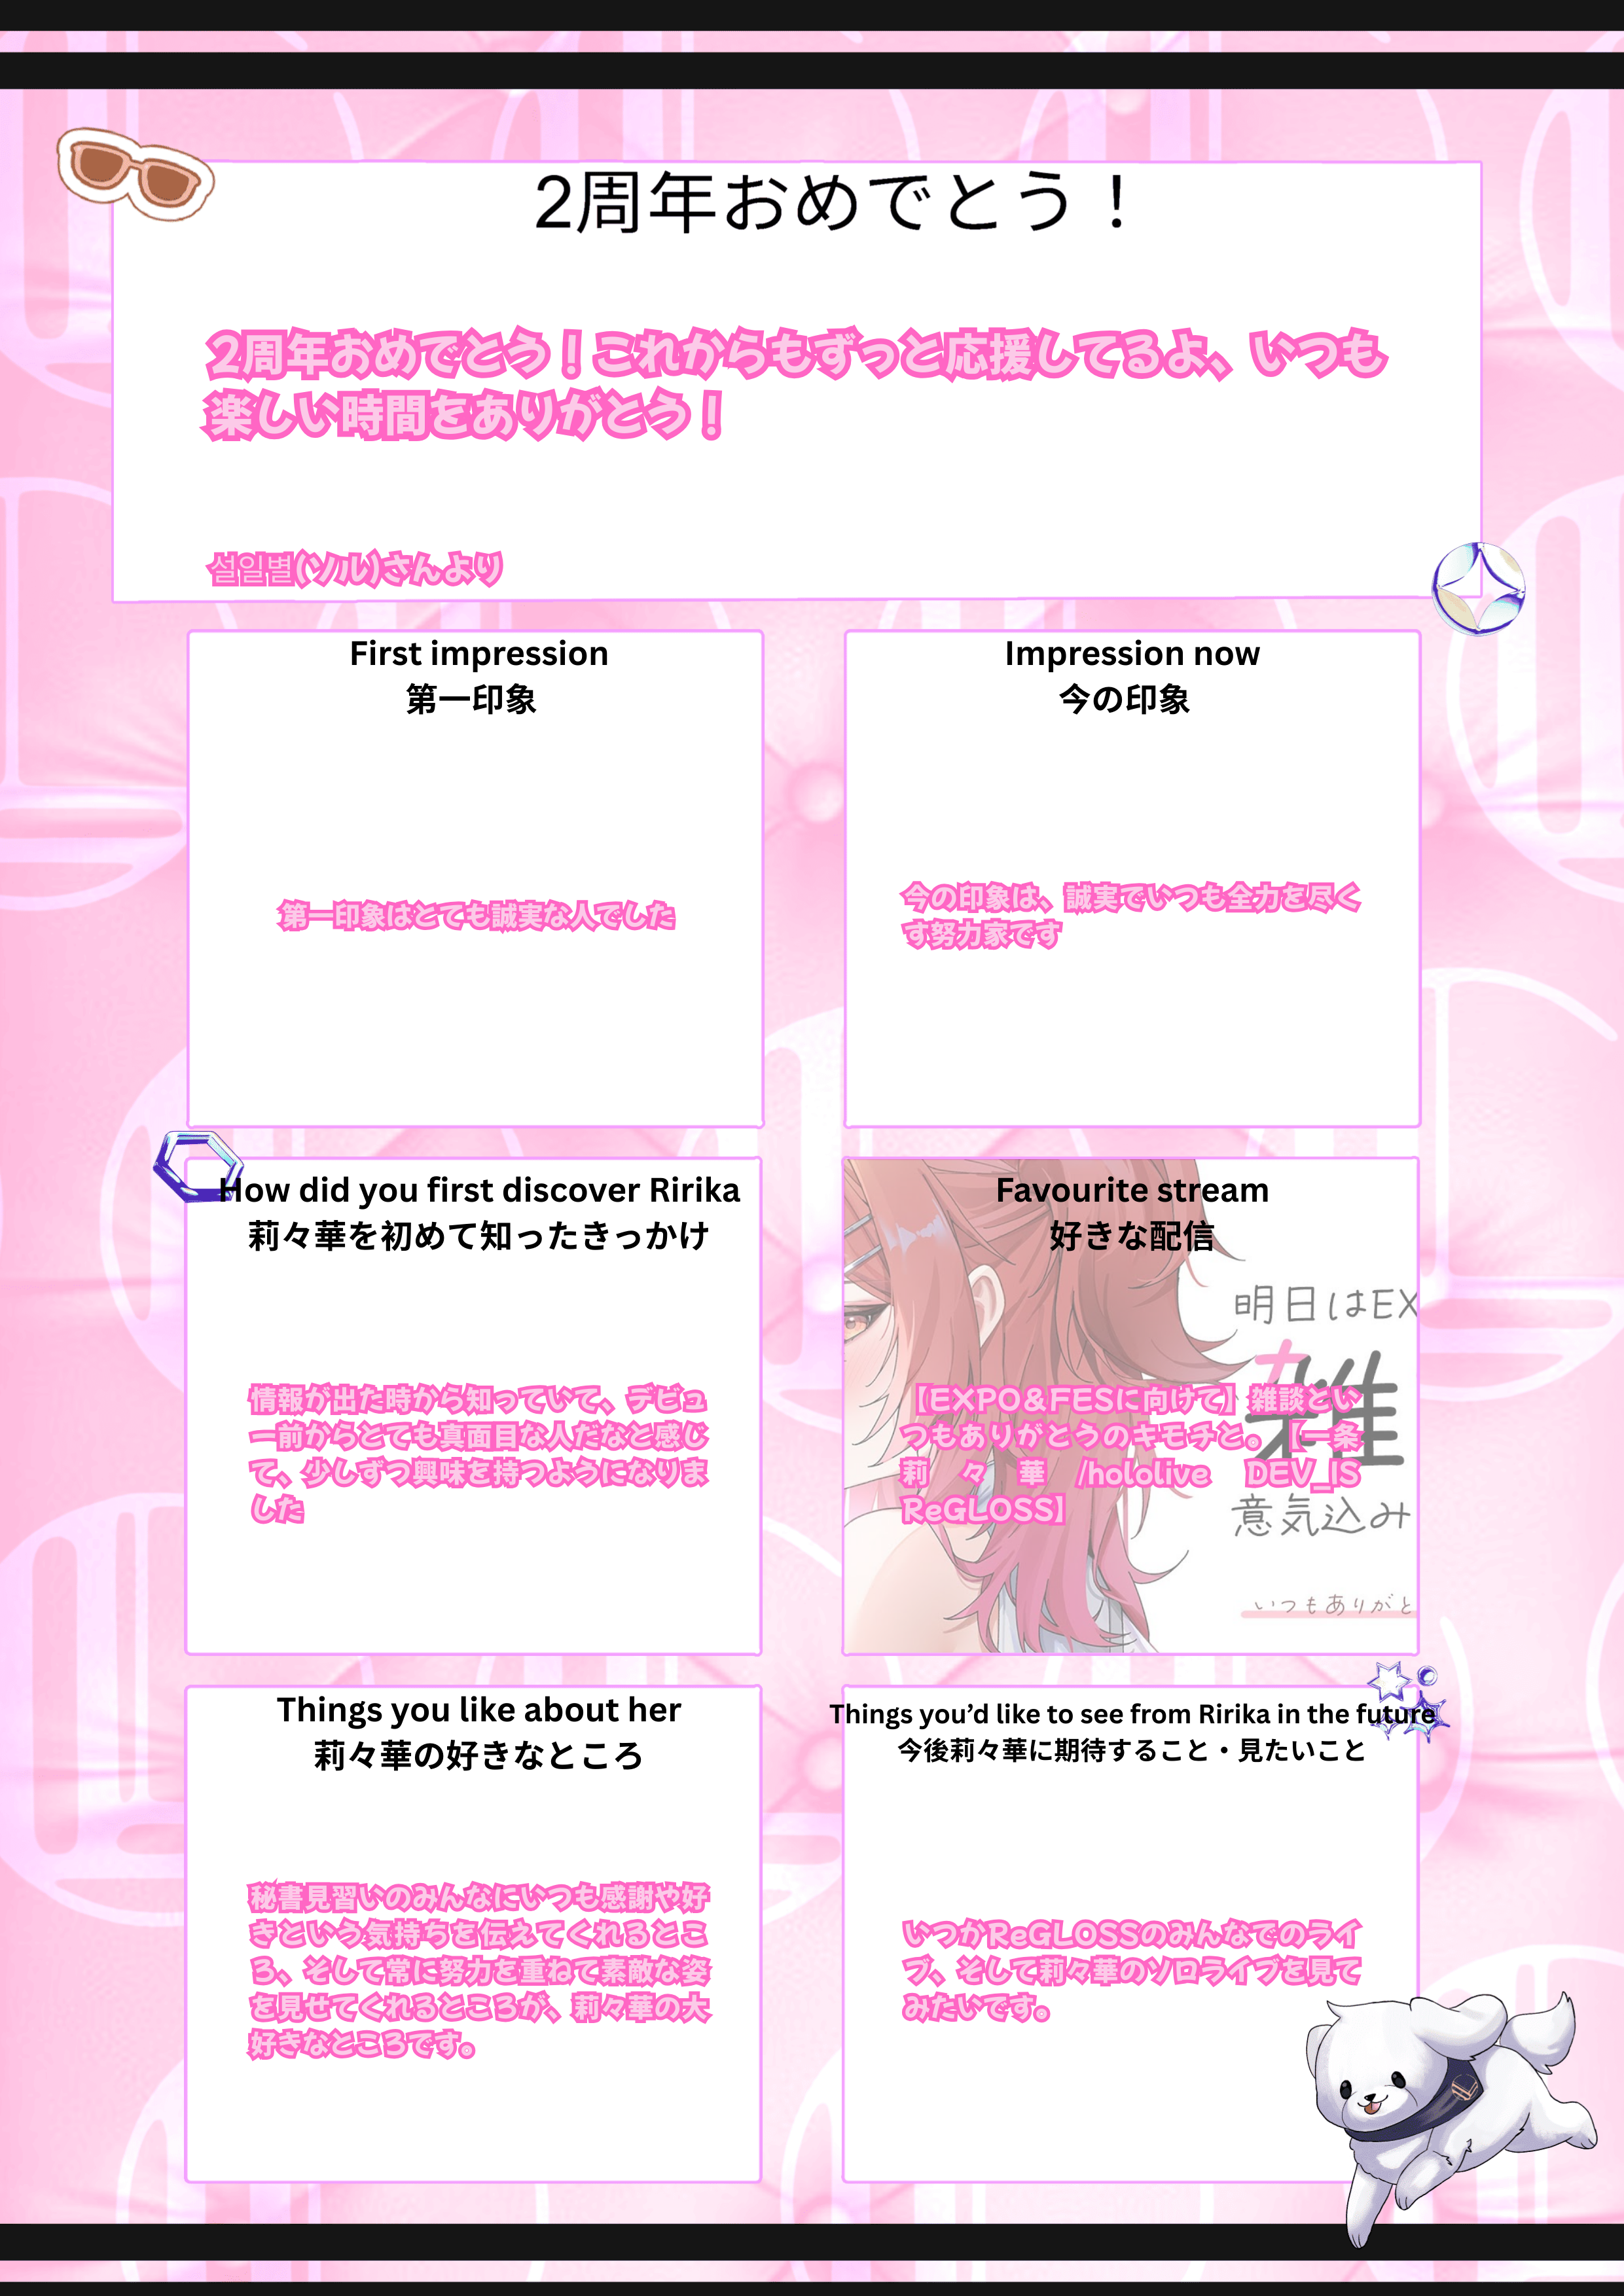 2周年おめでとう！
2周年おめでとう！これからもずっと応援してるよ、いつも
楽しい時間をありがとう！
설일별(ソル)さんより
First impression
第一印象
第一印象はとても誠実な人でした
Impression now
今の印象
今の印象は、誠実でいつも全力を尽く
す努力家です
How did you first discover Ririka
莉々華を初めて知ったきっかけ
情報が出た時から知っていて、デビュ
ー前からとても真面目な人だなと感じ
て、少しずつ興味を持つようになりま
した
Favourite stream
好きな配信
明日はEX
雑
意気込み
いつもありがと
【EXPO＆FESに向けて】雑談とい
つもありがとうのキモチと。【一条
莉々華/hololive DEV_IS
ReGLOSS】
Things you like about her
莉々華の好きなところ
秘書見習いのみんなにいつも感謝や好
きという気持ちを伝えてくれるとこ
ろ、そして常に努力を重ねて素敵な姿
を見せてくれるところが、莉々華の大
好きなところです。
Things you’d like to see from Ririka in the future
今後莉々華に期待すること・見たいこと
いつかReGLOSSのみんなでのライ
ブ、そして莉々華のソロライブを見て
みたいです。